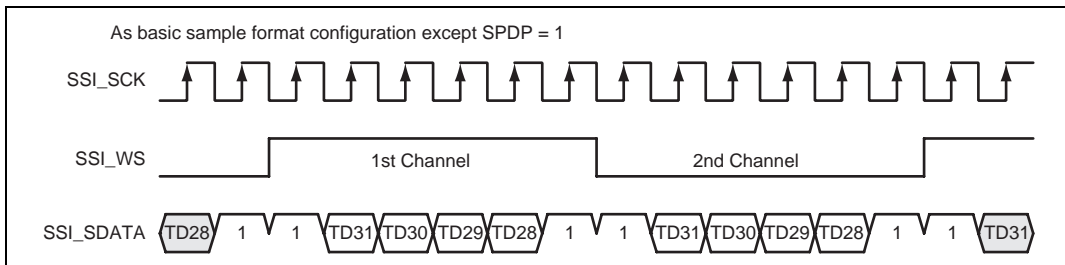 As basic sample format configuration except SPDP = 1
SSI_SCK
SSI_WS 1st Channel 2nd Channel
SSI_SDATA TD28 1 1 TD31 TD30 TD29 TD28 1 1 TD31 TD30 TD29 TD28 1 1 TD31